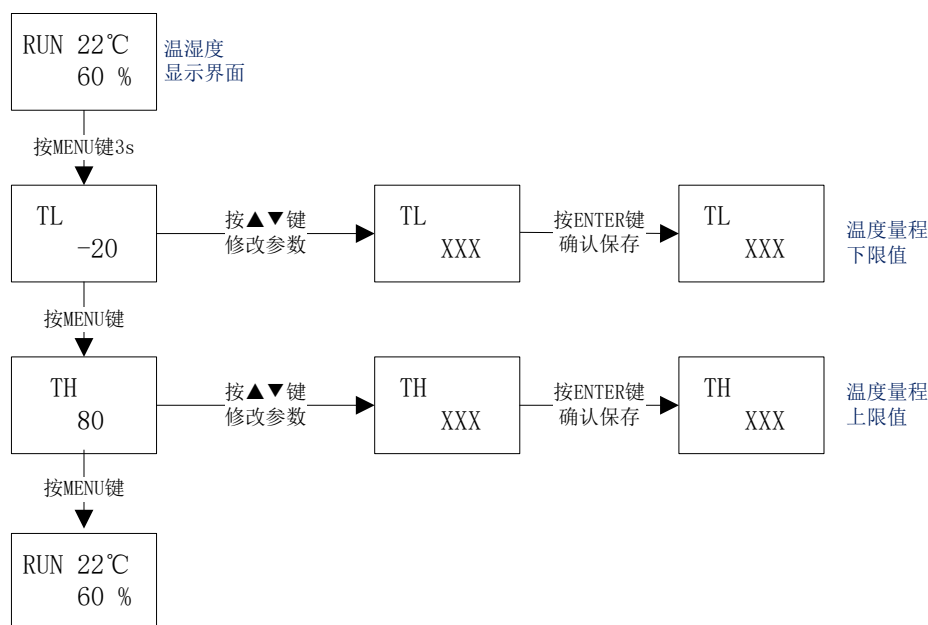 RUN 22℃
60 %
温湿度
显示界面
按MENU键3s
TL
-20
按▲▼键
修改参数
TL
XXX
按ENTER键
确认保存
TL
XXX
温度量程
下限值
按MENU键
TH
80
按▲▼键
修改参数
TH
XXX
按ENTER键
确认保存
TH
XXX
温度量程
上限值
按MENU键
RUN 22℃
60 %